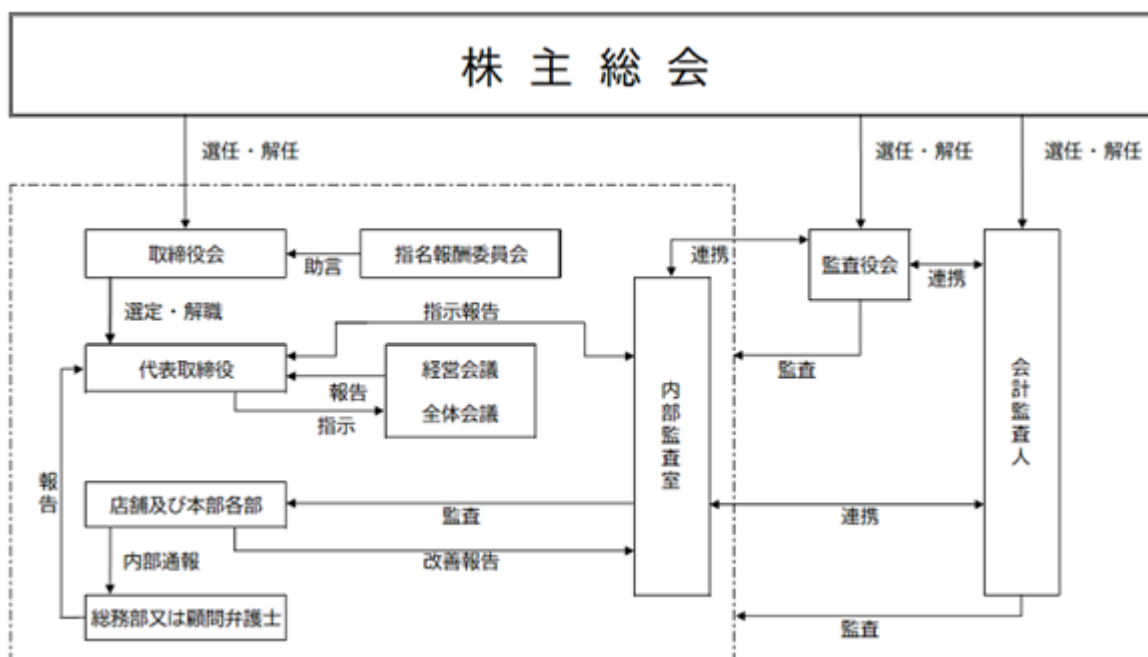 株主総会
選任・解任
選任・解任
選任・解任
取締役会
助言
指名報酬委員会
連携
監査役会
連携
選定・解職
指示報告
代表取締役
報告
経営会議
全体会議
指示
監査
内部監査室
会計監査人
報告
店舗及び本部各部
監査
連携
内部通報
改善報告
総務部又は顧問弁護士
監査